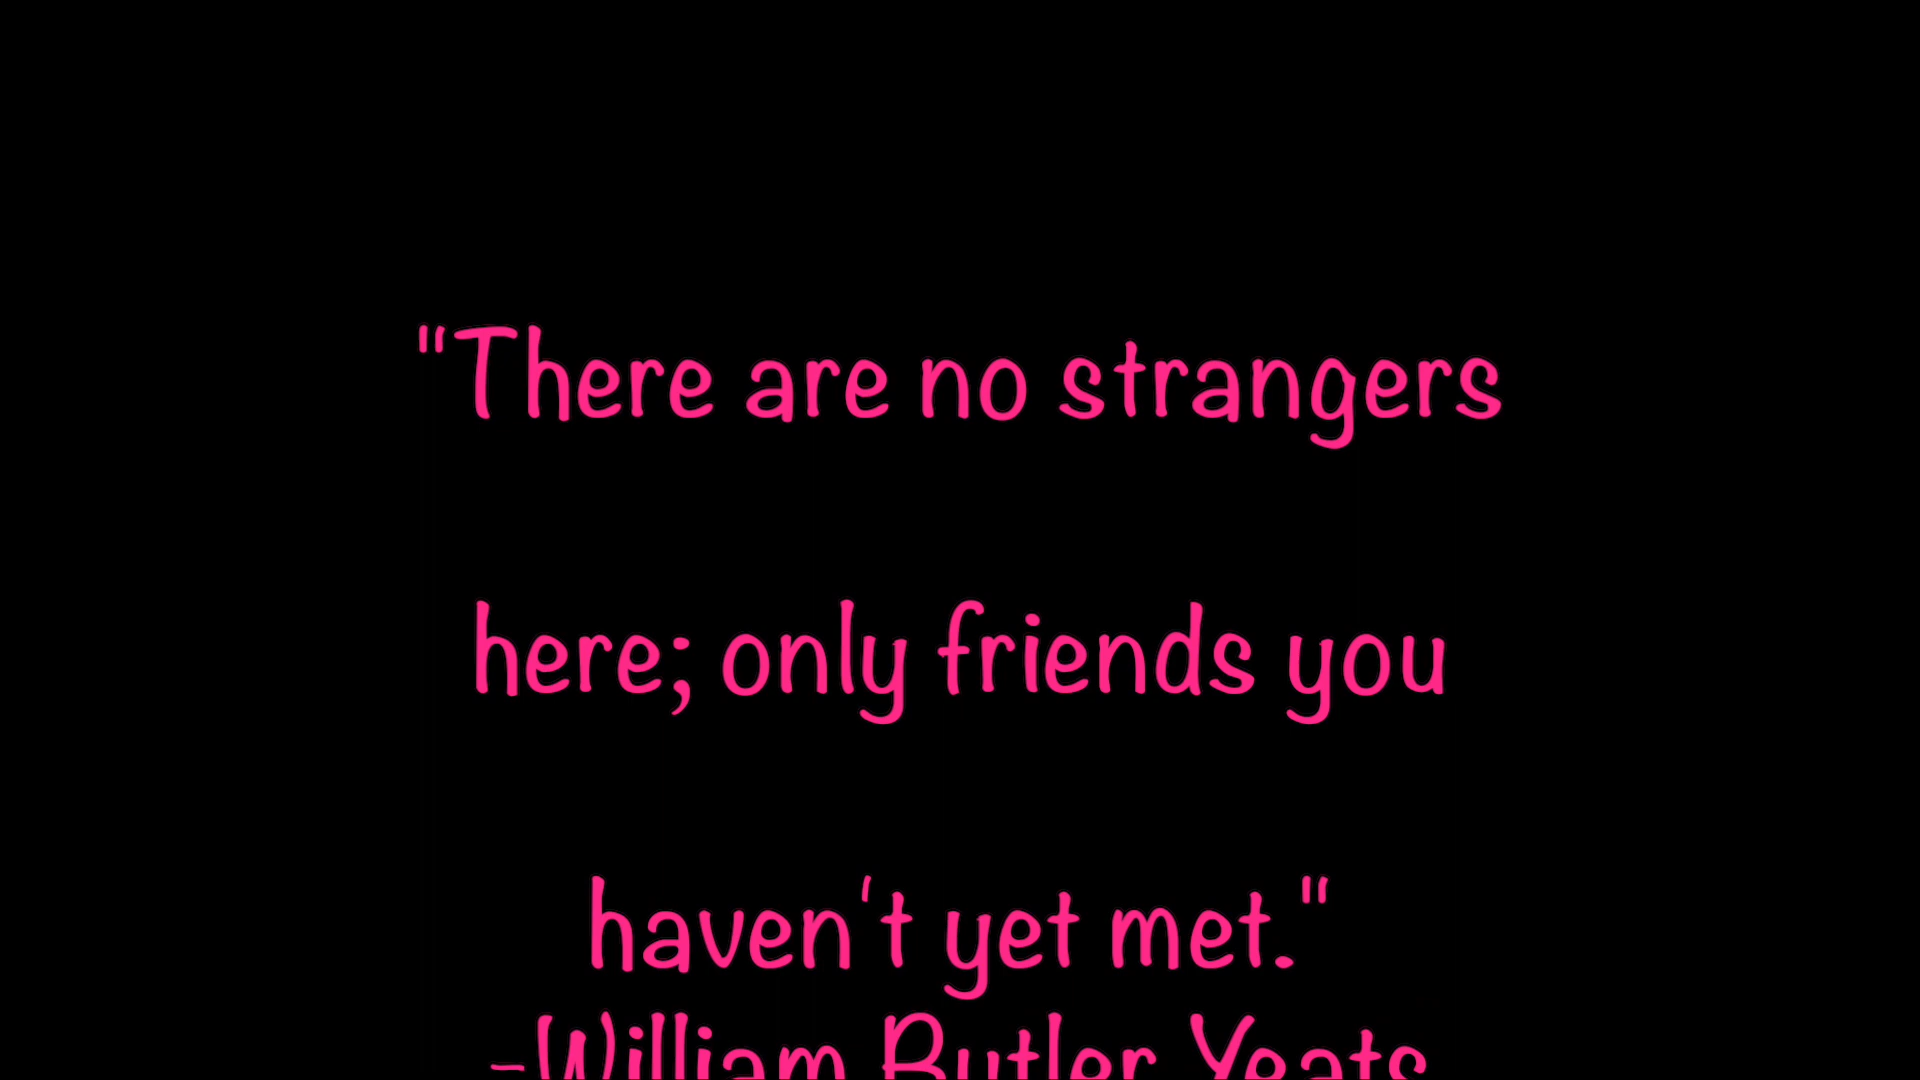 "There are no strangers
here; only friends you
haven't yet met."
-William Butler Yeats